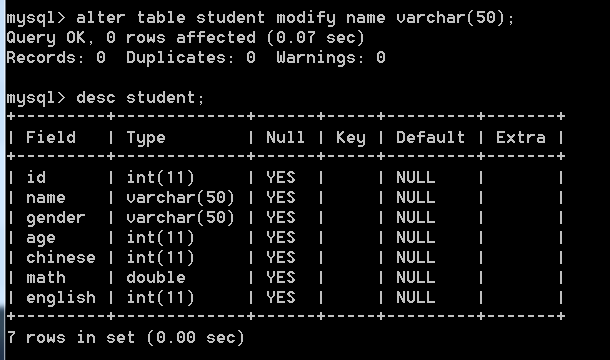 mysql> alter table student modify name varchar(50);
Query OK, 0 rows affected (0.07 sec)
Records: 0  Duplicates: 0  Warnings: 0
mysql> desc student;
+---------+-------------+------+-----+---------+-------+
| Field   | Type        | Null | Key | Default | Extra |
+---------+-------------+------+-----+---------+-------+
| id      | int(11)     | YES  |     | NULL    |       |
| name    | varchar(50) | YES  |     | NULL    |       |
| gender  | varchar(50) | YES  |     | NULL    |       |
| age     | int(11)     | YES  |     | NULL    |       |
| chinese | int(11)     | YES  |     | NULL    |       |
| math    | double      | YES  |     | NULL    |       |
| english | int(11)     | YES  |     | NULL    |       |
+---------+-------------+------+-----+---------+-------+
7 rows in set (0.00 sec)